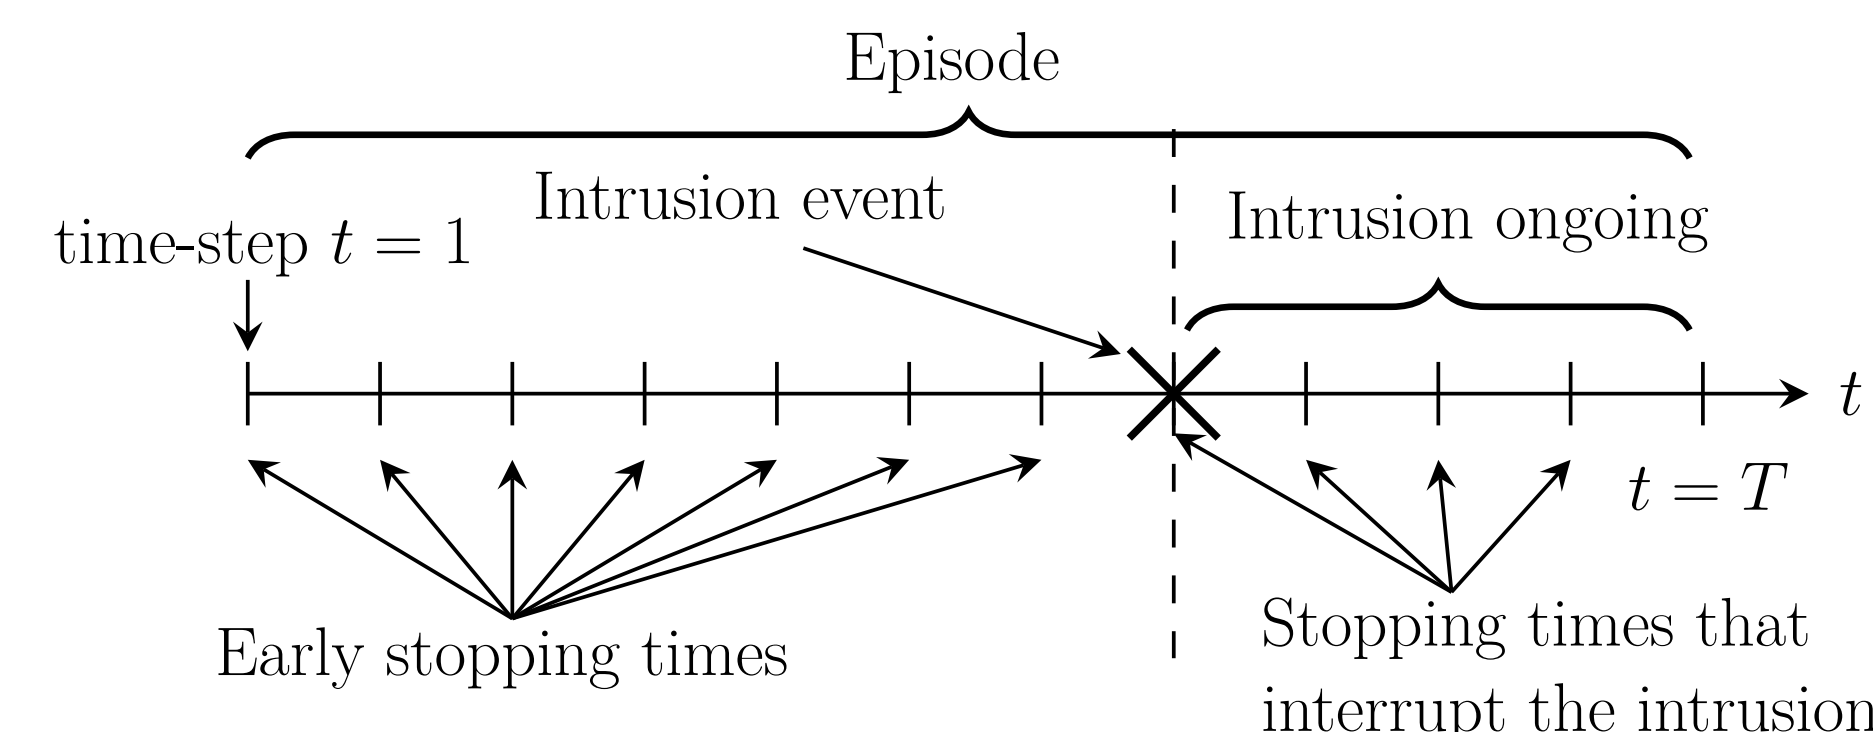 Episode
Intrusion event
Intrusion ongoing
time-step t = 1
t
t = T
Early stopping times
Stopping times that
interrupt the intrusion